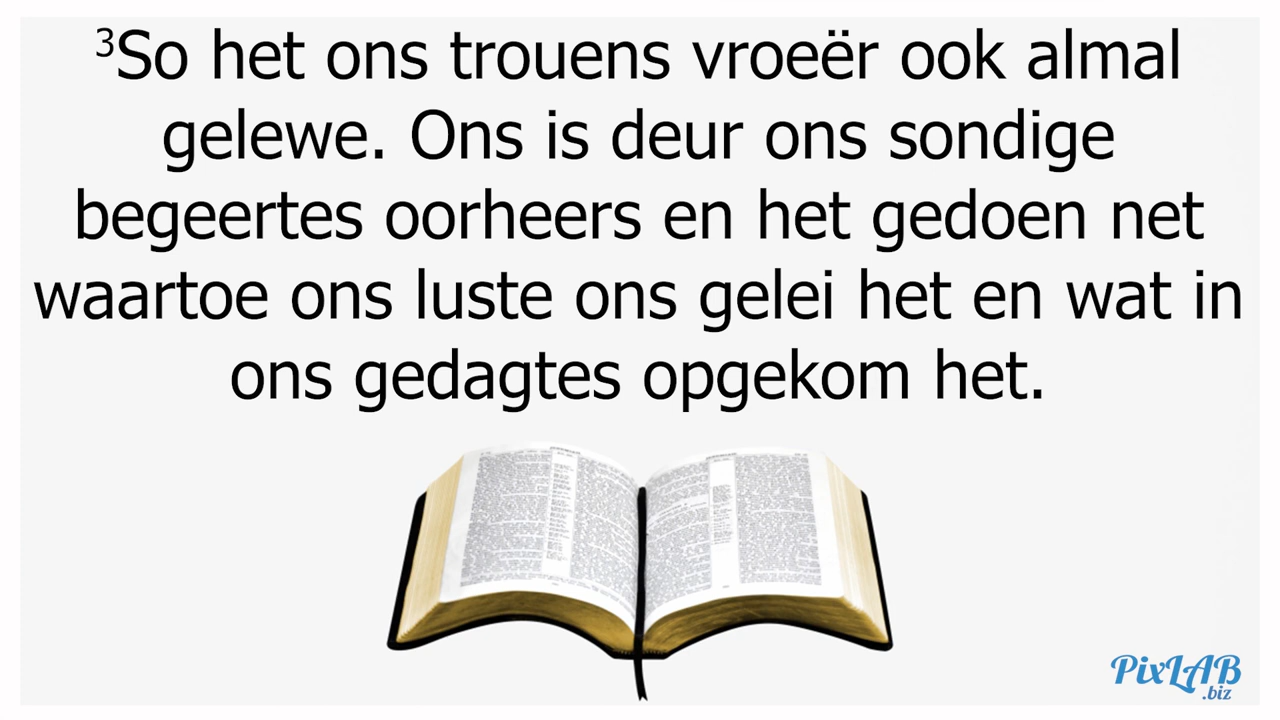 ³So het ons trouens vroeër ook almal
gelewe. Ons is deur ons sondige
begeertes oorheers en het gedoen net
waartoe ons luste ons gelei het en wat in
ons gedagtes opgekom het.
PixLAB
.biz